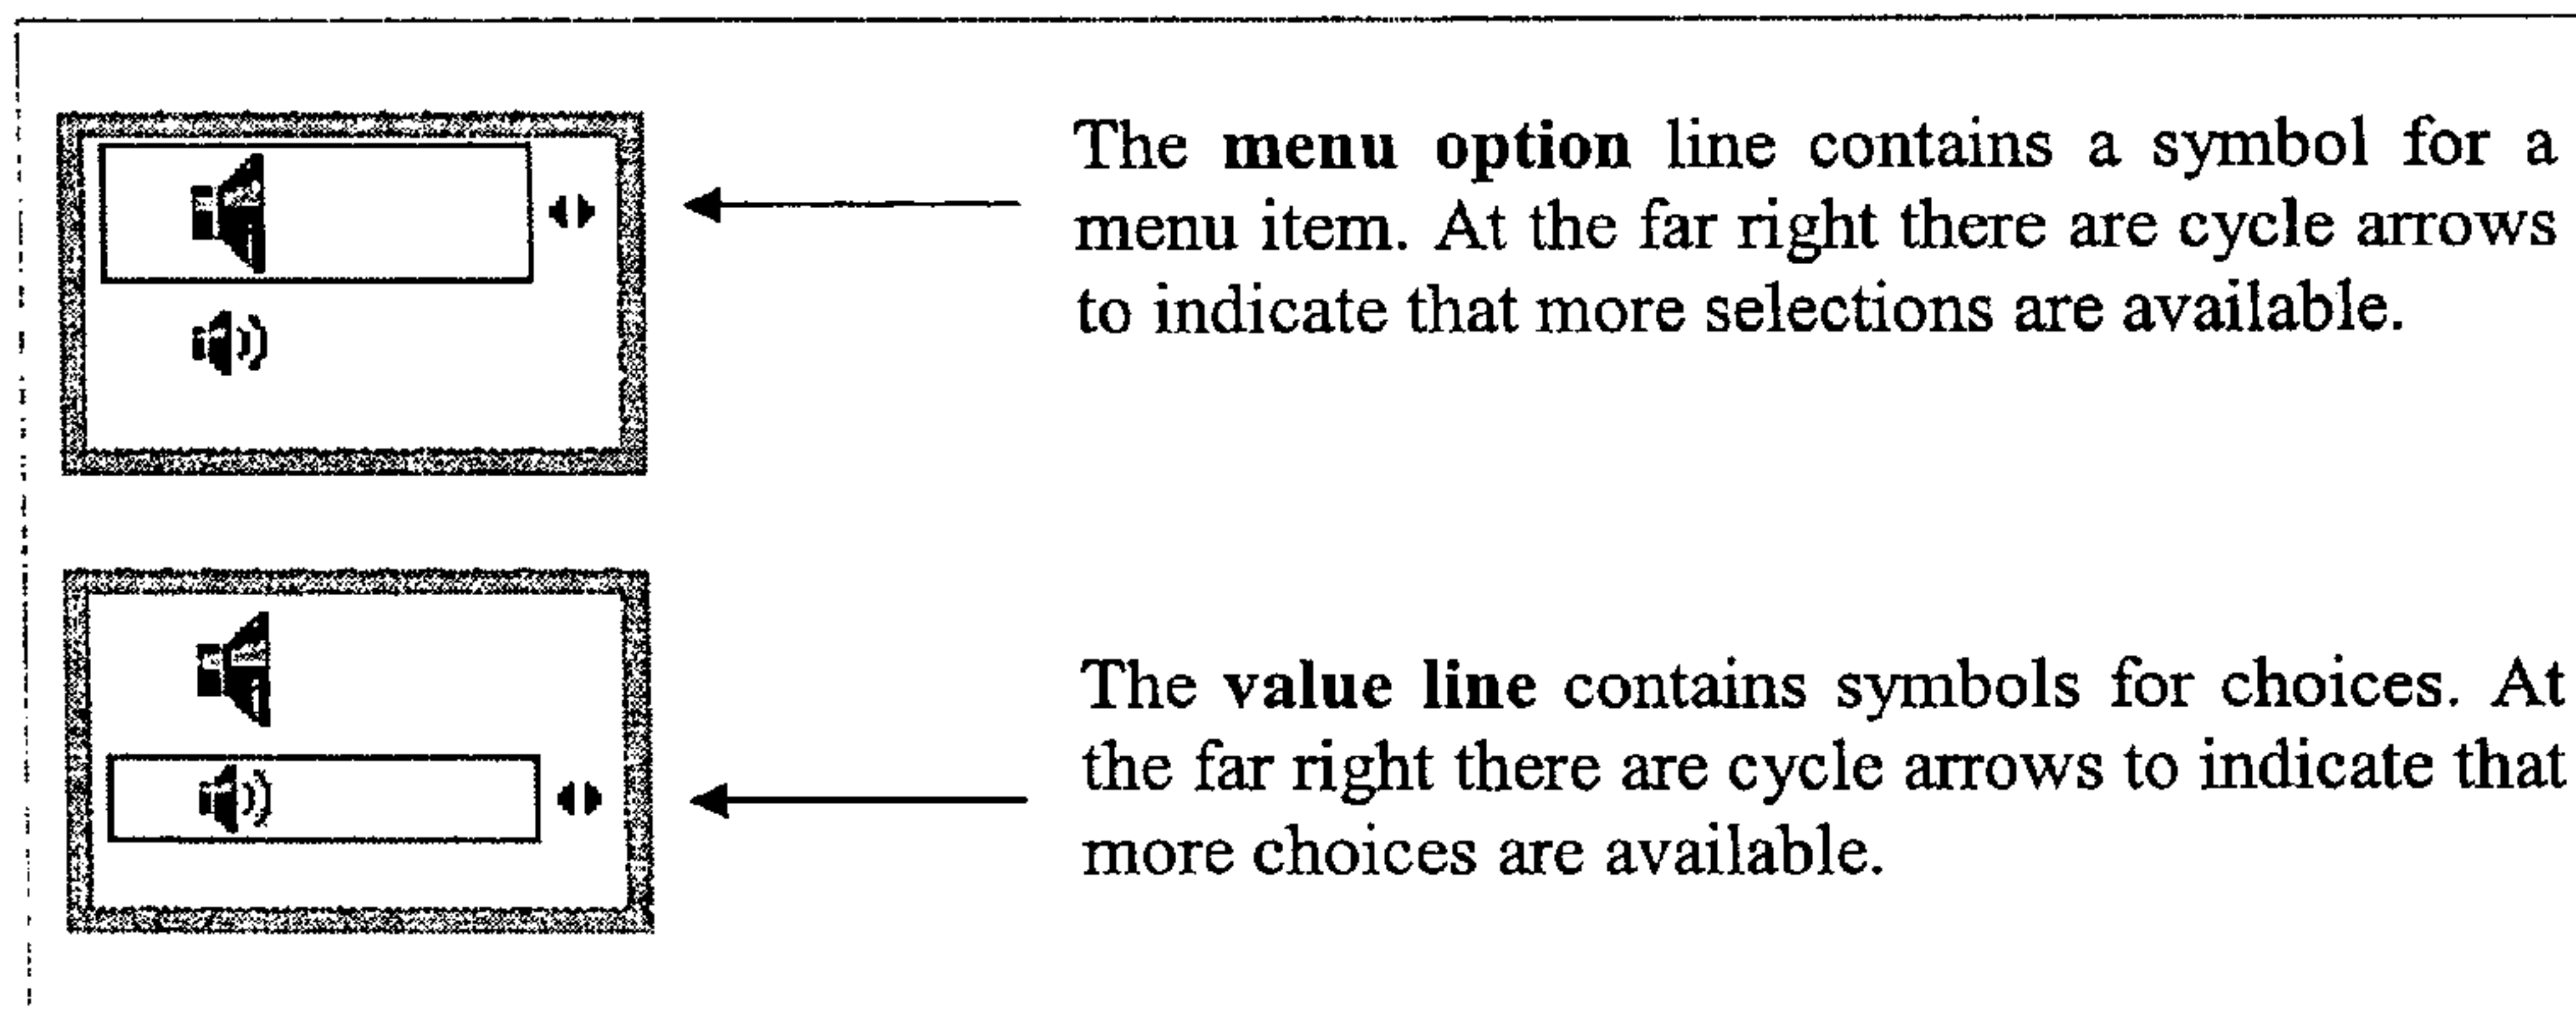 The menu option line contains a symbol for a
menu item. At the far right there are cycle arrows
to indicate that more selections are available.
The value line contains symbols for choices. At
the far right there are cycle arrows to indicate that
more choices are available.